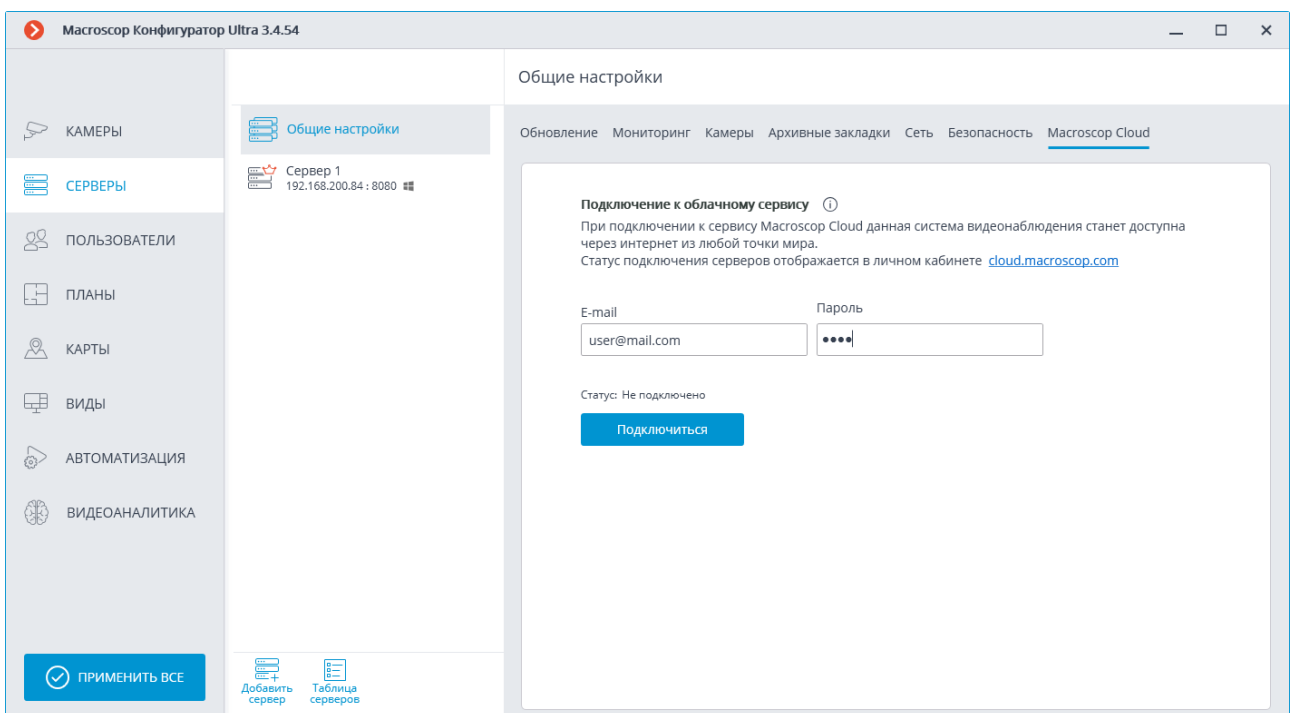 Macroscop Конфигуратор Ultra 3.4.54
Общие настройки
КАМЕРЫ
СЕРВЕРЫ
ПОЛЬЗОВАТЕЛИ
ПЛАНЫ
КАРТЫ
ВИДЫ
АВТОМАТИЗАЦИЯ
ВИДЕОАНАЛИТИКА
ПРИМЕНИТЬ ВСЕ
Общие настройки
Сервер 1
192.168.200.84 : 8080
Добавить
сервер
Таблица
серверов
Обновление Мониторинг Камеры Архивные закладки Сеть Безопасность Macroscop Cloud
Подключение к облачному сервису
При подключении к сервису Macroscop Cloud данная система видеонаблюдения станет доступна
через интернет из любой точки мира.
Статус подключения серверов отображается в личном кабинете cloud.macroscop.com
E-mail
Пароль
user@mail.com
••••
Статус: Не подключено
Подключиться